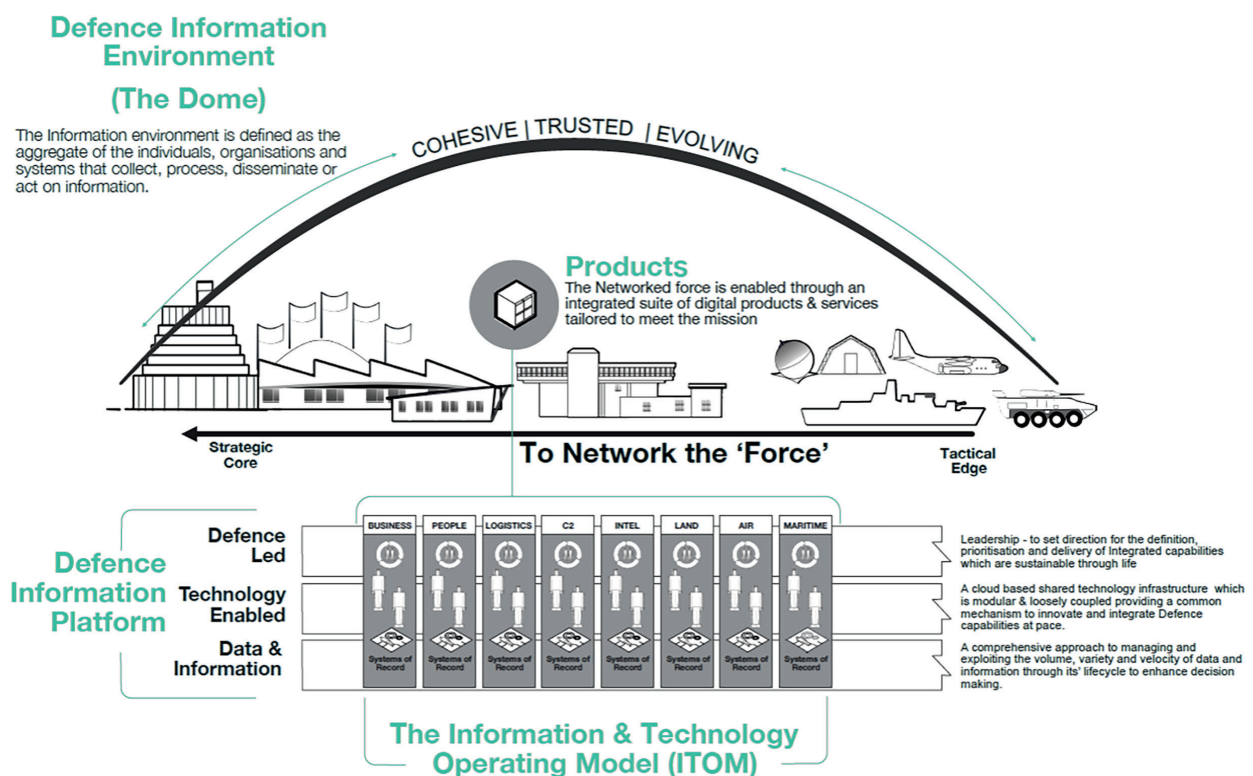 Defence Information
Environment
(The Dome)
The Information environment is defined as the
aggregate of the individuals, organisations and
systems that collect, process, disseminate or
act on information.
COHESIVE | TRUSTED | EVOLVING
Products
The Networked force is enabled through an
integrated suite of digital products & services
tailored to meet the mission
Strategic
Core
To Network the ‘Force’
Tactical
Edge
Defence
Information
Platform
Defence
Led
Technology
Enabled
Data &
Information
BUSINESS
PEOPLE
LOGISTICS
C2
INTEL
LAND
AIR
MARITIME
Systems of
Record
Systems of
Record
Systems of
Record
Systems of
Record
Systems of
Record
Systems of
Record
Systems of
Record
Systems of
Record
Leadership - to set direction for the definition,
prioritisation and delivery of Integrated capabilities
which are sustainable through life
A cloud based shared technology infrastructure which
is modular & loosely coupled providing a common
mechanism to innovate and integrate Defence
capabilities at pace.
A comprehensive approach to managing and
exploiting the volume, variety and velocity of data and
information through its’ lifecycle to enhance decision
making.
The Information & Technology
Operating Model (ITOM)